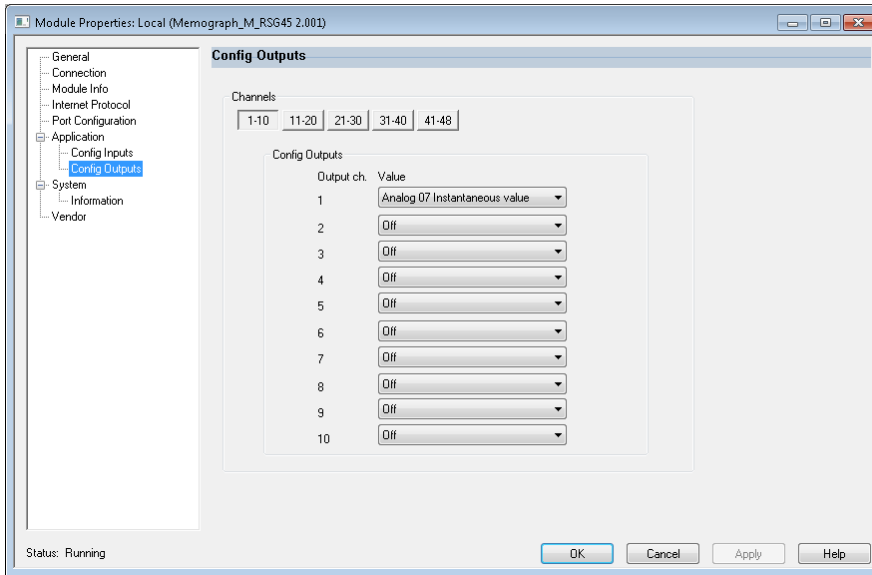 Module Properties: Local (Memograph_M_RSG45 2.001)
General
Connection
Module Info
Internet Protocol
Port Configuration
Application
Config Inputs
Config Outputs
System
Information
Vendor
Config Outputs
Channels
1-10 11-20 21-30 31-40 41-48
Config Outputs
Output ch. Value
1 Analog 07 Instantaneous value
2 Off
3 Off
4 Off
5 Off
6 Off
7 Off
8 Off
9 Off
10 Off
Status: Running
OK Cancel Apply Help